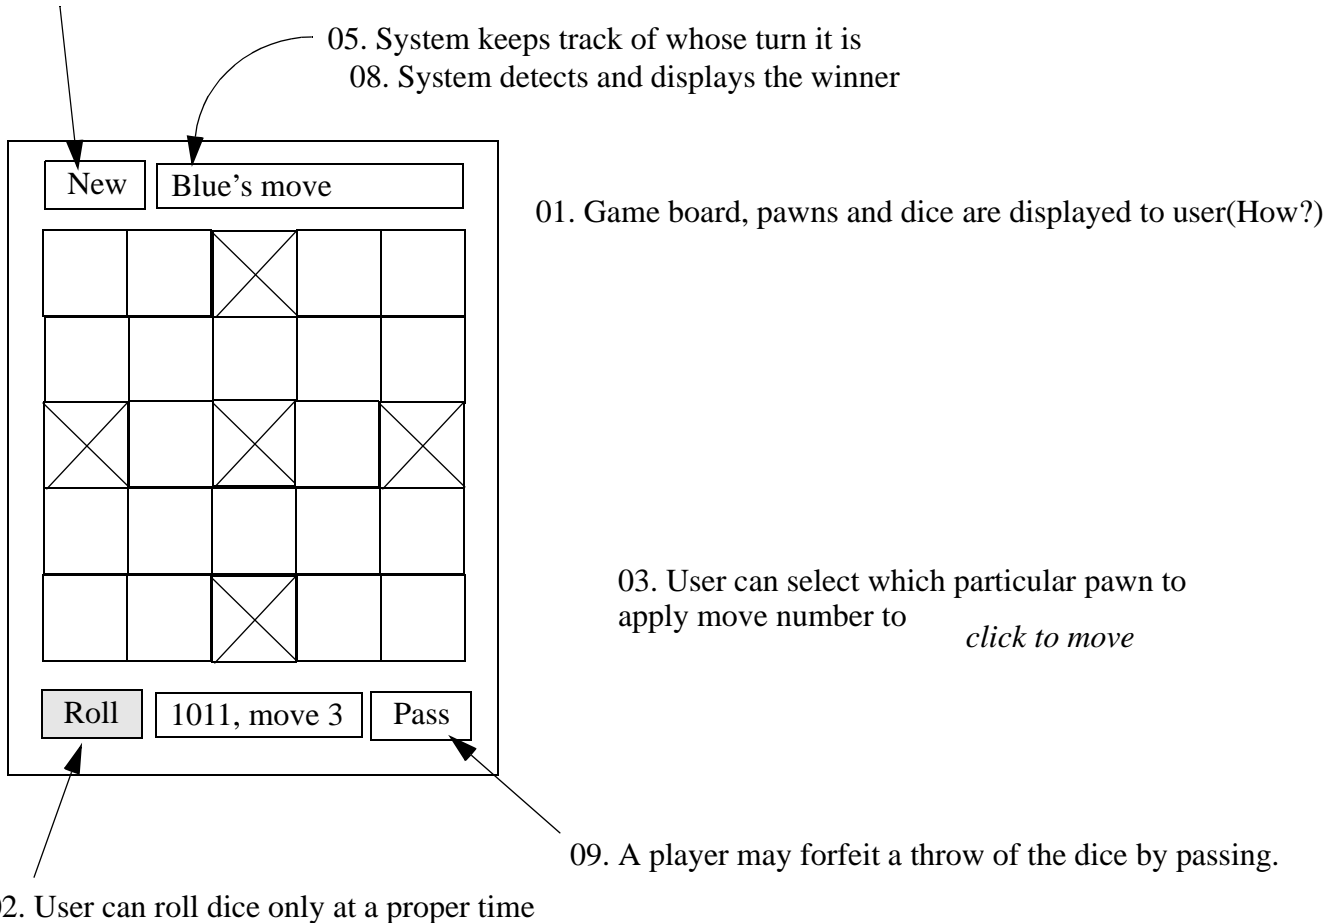 05. System keeps track of whose turn it is
08. System detects and displays the winner
New
Blue's move
01. Game board, pawns and dice are displayed to user(How?)
03. User can select which particular pawn to
apply move number to
click to move
Roll
1011, move 3
Pass
09. A player may forfeit a throw of the dice by passing.
02. User can roll dice only at a proper time